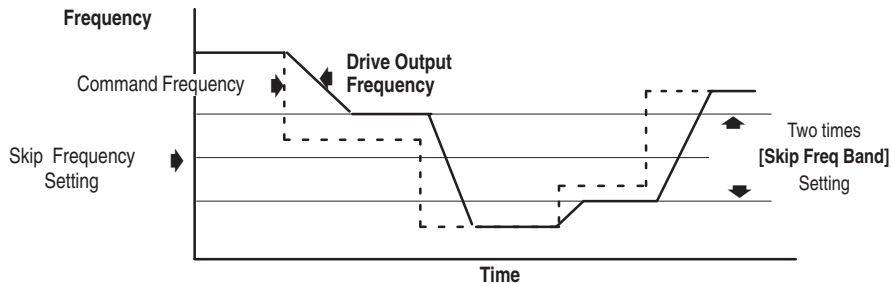 Frequency
Drive Output
Frequency
Command Frequency
Skip Frequency
Setting
Two times
[Skip Freq Band]
Setting
Time